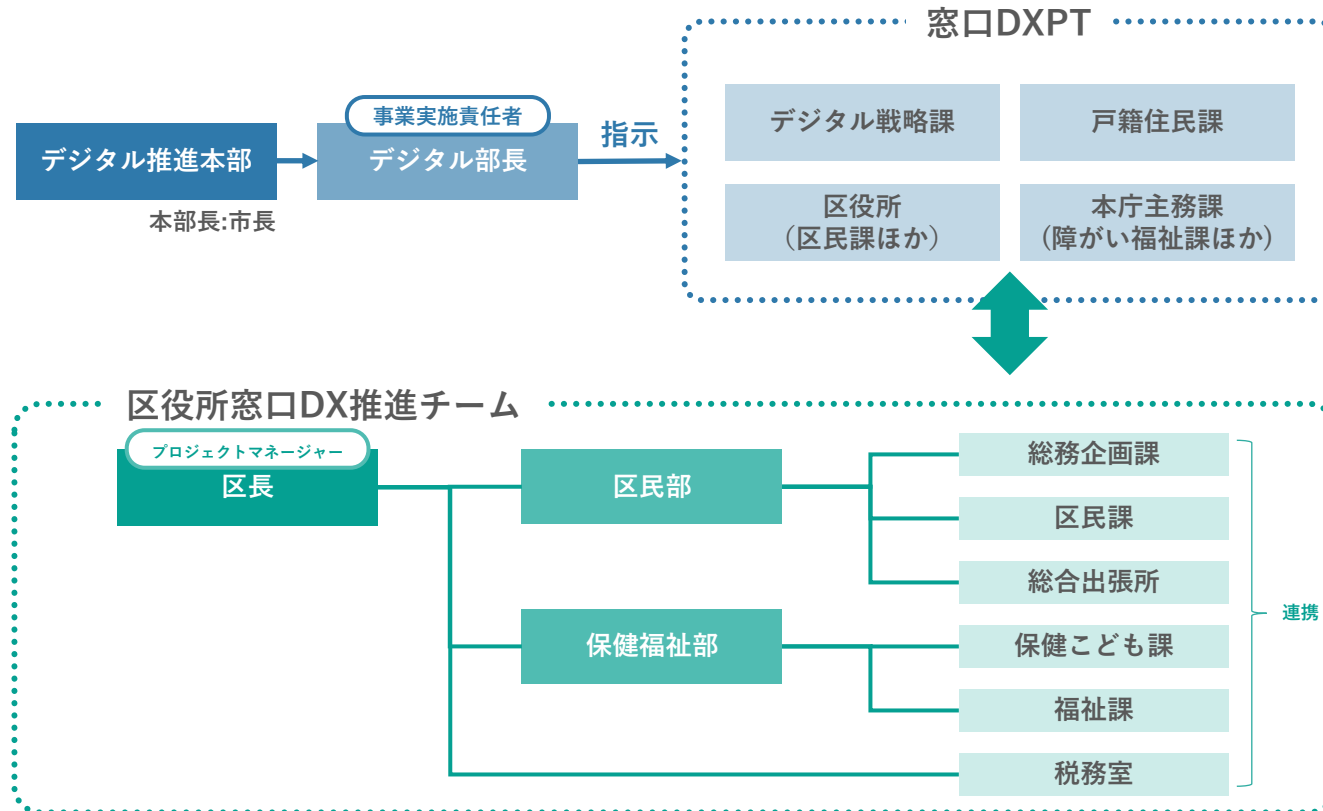 窓口DXPT
デジタル推進本部
本部長:市長
事業実施責任者
デジタル部長
指示
デジタル戦略課
戸籍住民課
区役所
（区民課ほか）
本庁主務課
(障がい福祉課ほか)
区役所窓口DX推進チーム
プロジェクトマネージャー
区長
区民部
保健福祉部
総務企画課
区民課
総合出張所
保健こども課
福祉課
税務室
連携